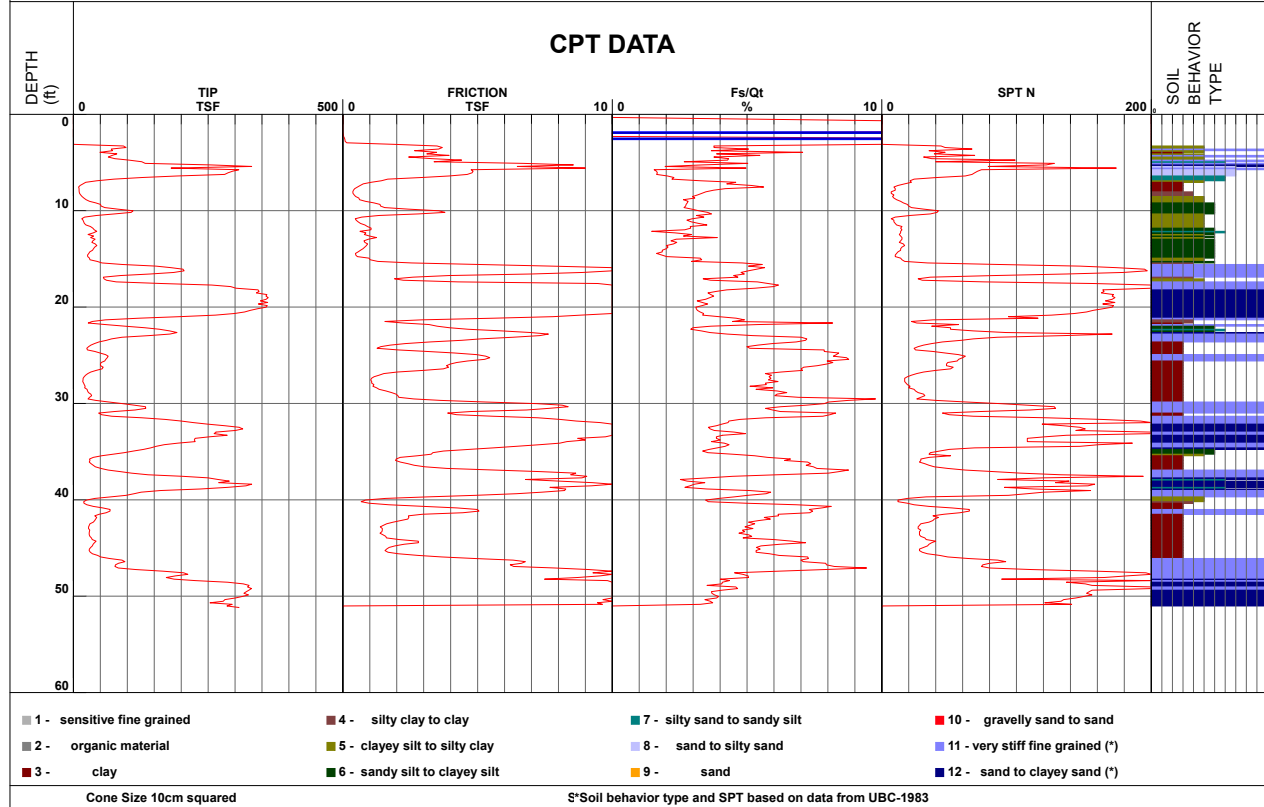 CPT DATA
DEPTH
(ft)
TIP
TSF
0
500
FRICTION
TSF
0
10
Fs/Qt
%
0
10
SPT N
0
200
SOIL
BEHAVIOR
TYPE
0
0
10
20
30
40
50
60
1 - sensitive fine grained
4 - silty clay to clay
7 - silty sand to sandy silt
10 - gravelly sand to sand
2 - organic material
5 - clayey silt to silty clay
8 - sand to silty sand
11 - very stiff fine grained (*)
3 - clay
6 - sandy silt to clayey silt
9 - sand
12 - sand to clayey sand (*)
Cone Size 10cm squared
S*Soil behavior type and SPT based on data from UBC-1983